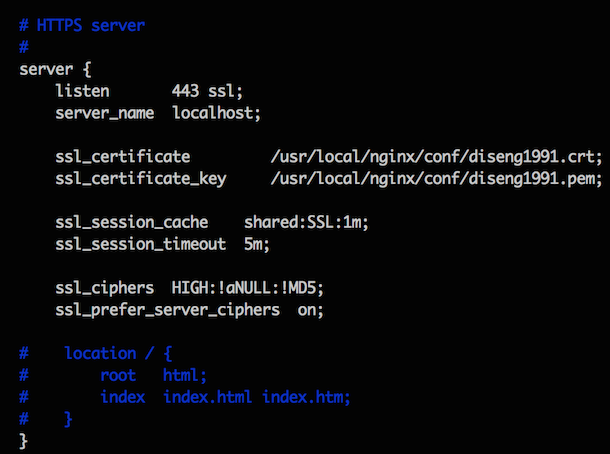 # HTTPS server
#
server {
    listen       443 ssl;
    server_name  localhost;

    ssl_certificate         /usr/local/nginx/conf/diseng1991.crt;
    ssl_certificate_key     /usr/local/nginx/conf/diseng1991.pem;

    ssl_session_cache    shared:SSL:1m;
    ssl_session_timeout  5m;

    ssl_ciphers  HIGH:!aNULL:!MD5;
    ssl_prefer_server_ciphers  on;

#    location / {
#        root   html;
#        index  index.html index.htm;
#    }
}